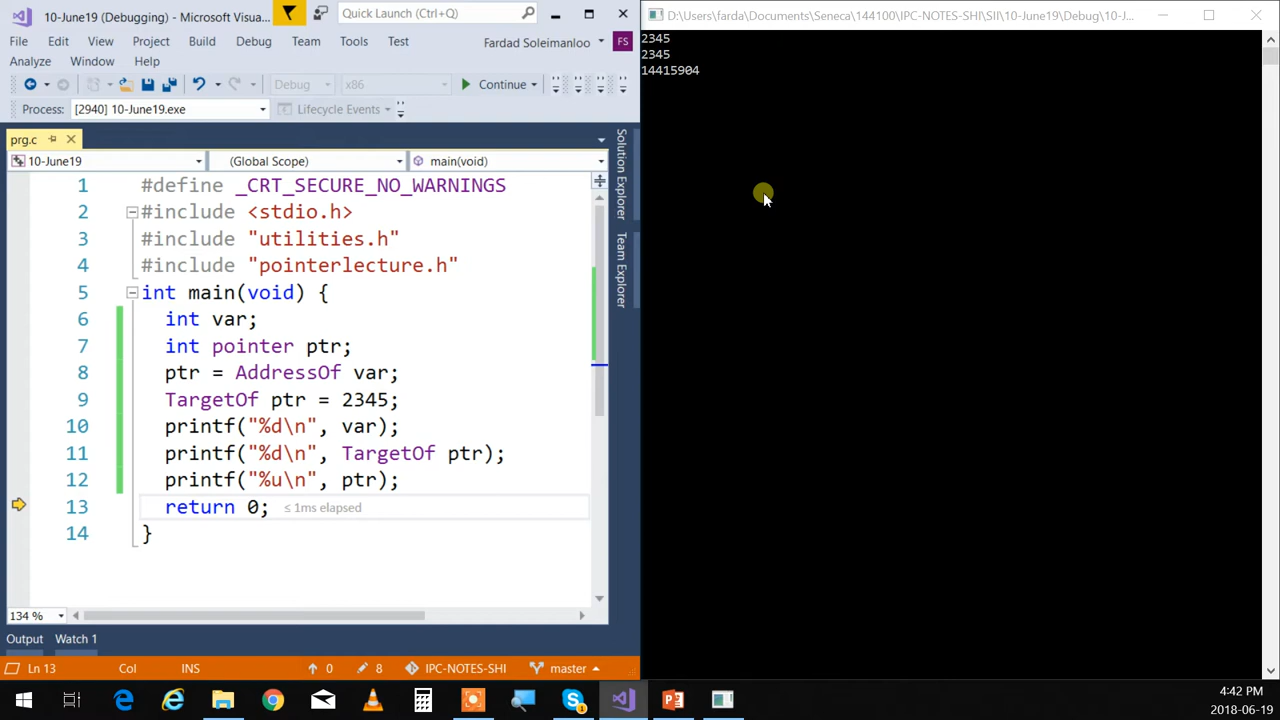 10-June19 (Debugging) - Microsoft Visua...
Quick Launch (Ctrl+Q)
File Edit View Project Build Debug Team Tools Test Fardad Soleimanloo FS
Analyze Window Help
Debug x86 Continue
Process: [2940] 10-June19.exe Lifecycle Events
prg.c
10-June19 (Global Scope) main(void)
1 #define _CRT_SECURE_NO_WARNINGS
2 #include <stdio.h>
3 #include "utilities.h"
4 #include "pointerlecture.h"
5 int main(void) {
6 int var;
7 int pointer ptr;
8 ptr = AddressOf var;
9 TargetOf ptr = 2345;
10 printf("%d\n", var);
11 printf("%d\n", TargetOf ptr);
12 printf("%u\n", ptr);
13 return 0; ≤ 1ms elapsed
14 }
134 %
Output Watch 1
Ln 13 Col INS 0 8 IPC-NOTES-SHI master
Solution Explorer
Team Explorer
D:\Users\farda\Documents\Seneca\144100\IPC-NOTES-SHI\SII\10-June19\Debug\10-J...
2345
2345
14415904
4:42 PM
2018-06-19